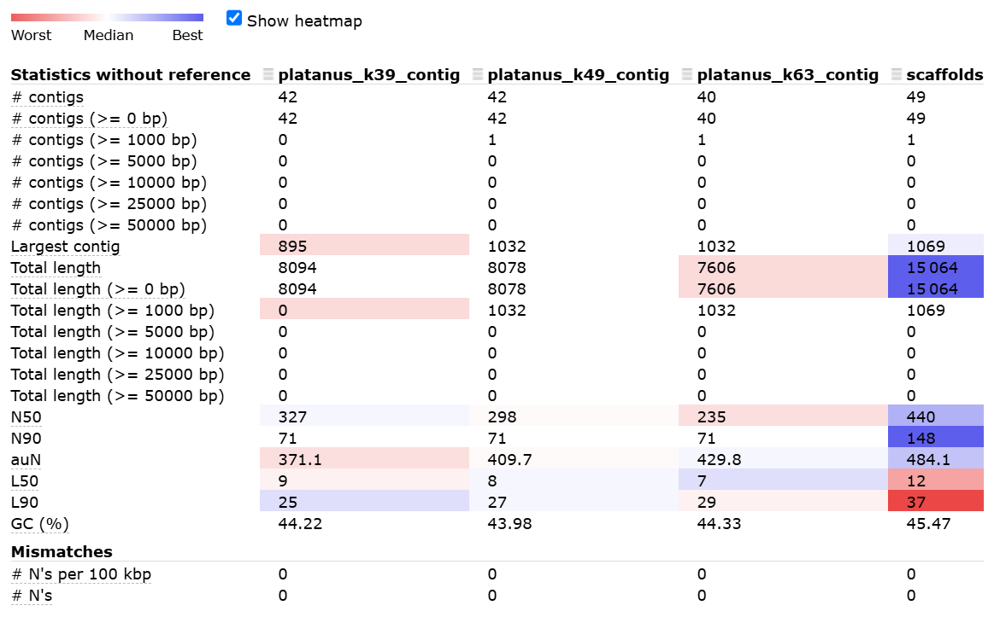 Worst Median Best
Show heatmap
Statistics without reference platanus_k39_contig platanus_k49_contig platanus_k63_contig scaffolds
# contigs 42 42 40 49
# contigs (>= 0 bp) 42 42 40 49
# contigs (>= 1000 bp) 0 1 1 1
# contigs (>= 5000 bp) 0 0 0 0
# contigs (>= 10000 bp) 0 0 0 0
# contigs (>= 25000 bp) 0 0 0 0
# contigs (>= 50000 bp) 0 0 0 0
Largest contig 895 1032 1032 1069
Total length 8094 8078 7606 15 064
Total length (>= 0 bp) 8094 8078 7606 15 064
Total length (>= 1000 bp) 0 1032 1032 1069
Total length (>= 5000 bp) 0 0 0 0
Total length (>= 10000 bp) 0 0 0 0
Total length (>= 25000 bp) 0 0 0 0
Total length (>= 50000 bp) 0 0 0 0
N50 327 298 235 440
N90 71 71 71 148
auN 371.1 409.7 429.8 484.1
L50 9 8 7 12
L90 25 27 29 37
GC (%) 44.22 43.98 44.33 45.47
Mismatches
# N's per 100 kbp 0 0 0 0
# N's 0 0 0 0